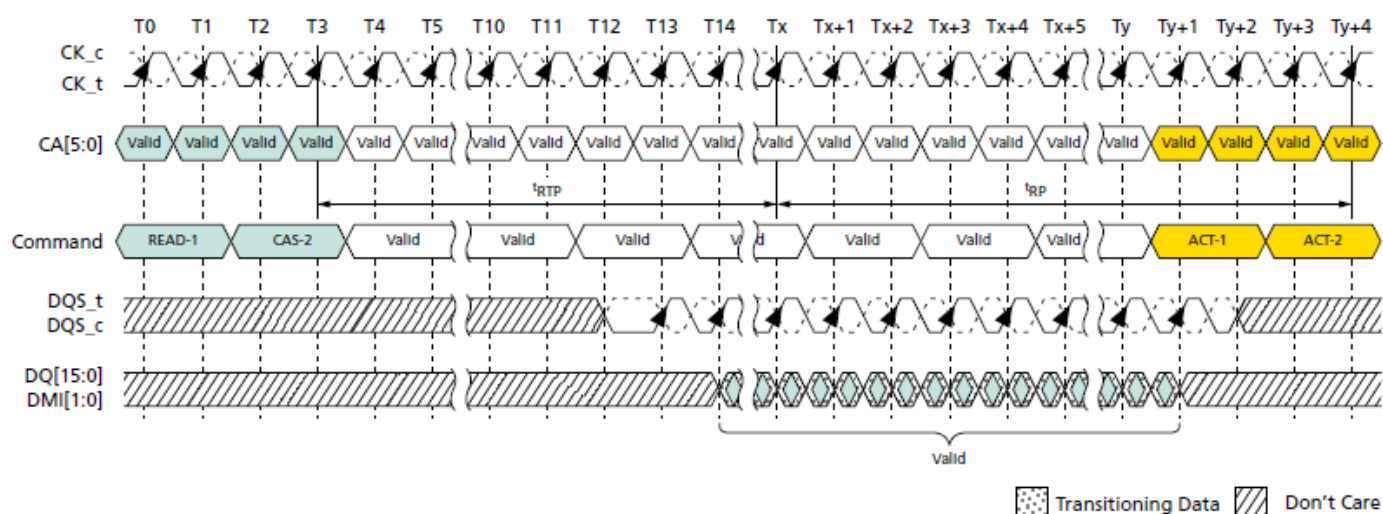 T0 T1 T2 T3 T4 T5 T10 T11 T12 T13 T14 Tx Tx+1 Tx+2 Tx+3 Tx+4 Tx+5 Ty Ty+1 Ty+2 Ty+3 Ty+4
CK_c
CK_t
CA[5:0] Valid Valid Valid Valid Valid Valid Valid Valid Valid Valid Valid Valid Valid Valid Valid Valid Valid Valid Valid Valid Valid Valid
tRTP tRP
Command READ-1 CAS-2 Valid Valid Valid Valid Valid Valid Valid ACT-1 ACT-2
DQS_t
DQS_c
DQ[15:0]
DMI[1:0]
Valid
Transitioning Data Don't Care